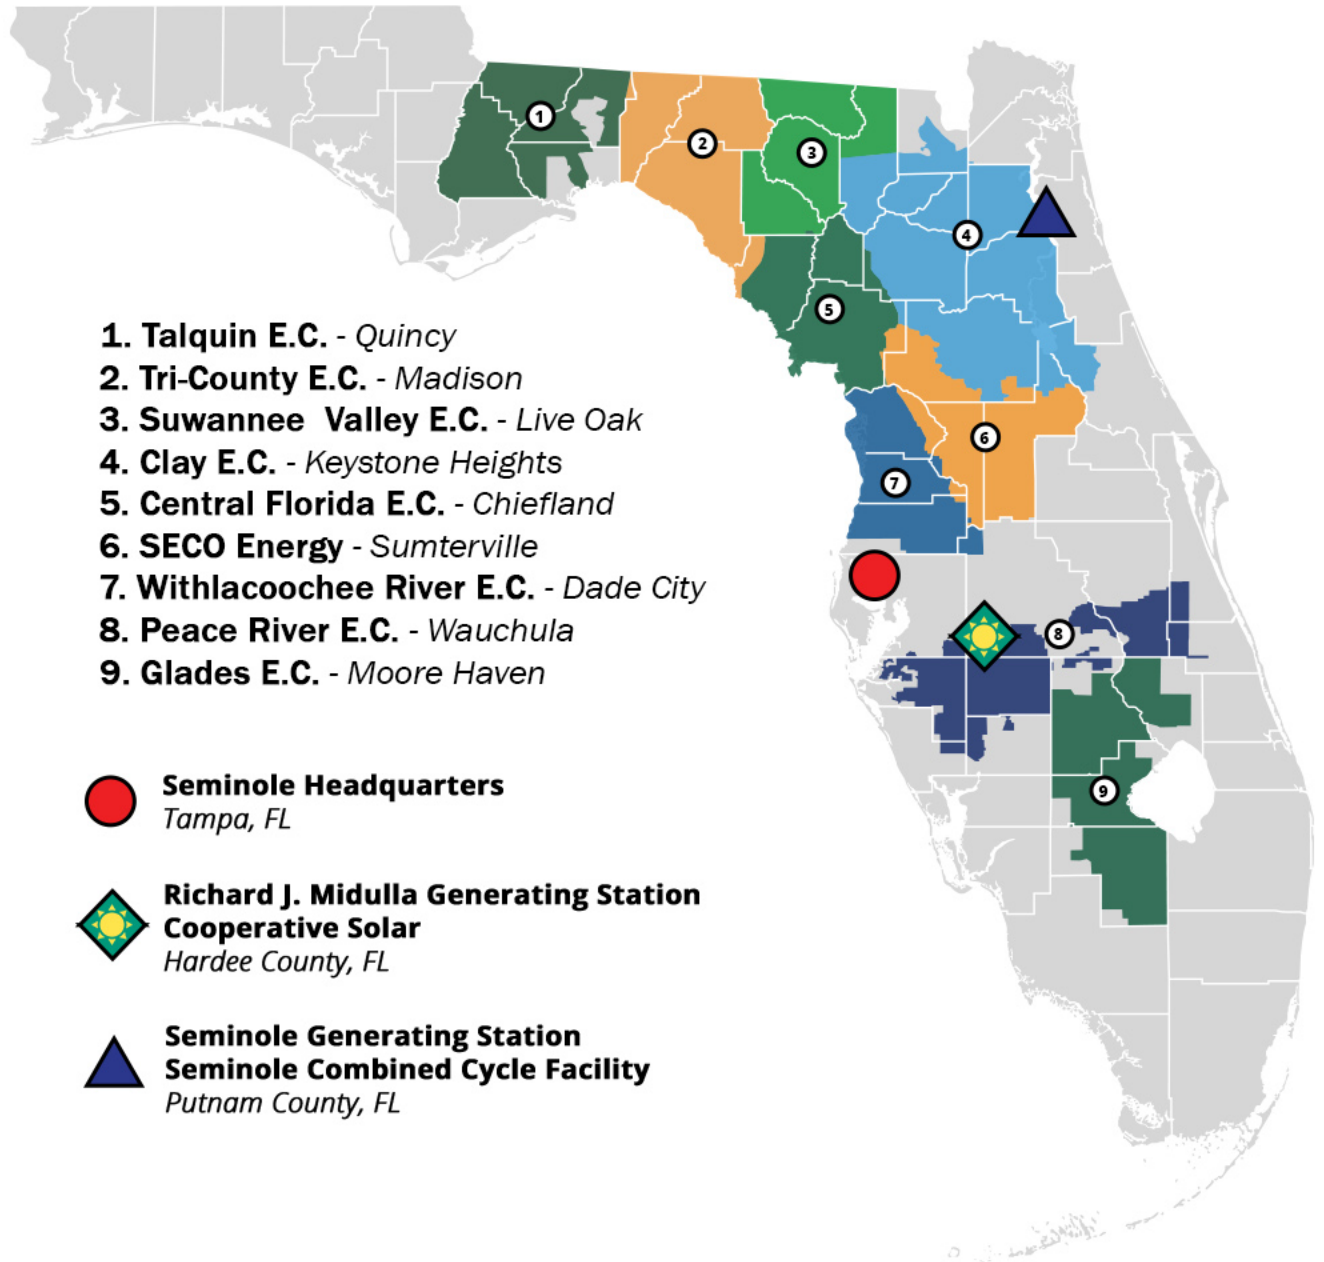 1. Talquin E.C. - Quincy
2. Tri-County E.C. - Madison
3. Suwannee Valley E.C. - Live Oak
4. Clay E.C. - Keystone Heights
5. Central Florida E.C. - Chiefland
6. SECO Energy - Sumterville
7. Withlacoochee River E.C. - Dade City
8. Peace River E.C. - Wauchula
9. Glades E.C. - Moore Haven
Seminole Headquarters
Tampa, FL
Richard J. Midulla Generating Station
Cooperative Solar
Hardee County, FL
Seminole Generating Station
Seminole Combined Cycle Facility
Putnam County, FL
1
2
3
4
5
6
7
8
9